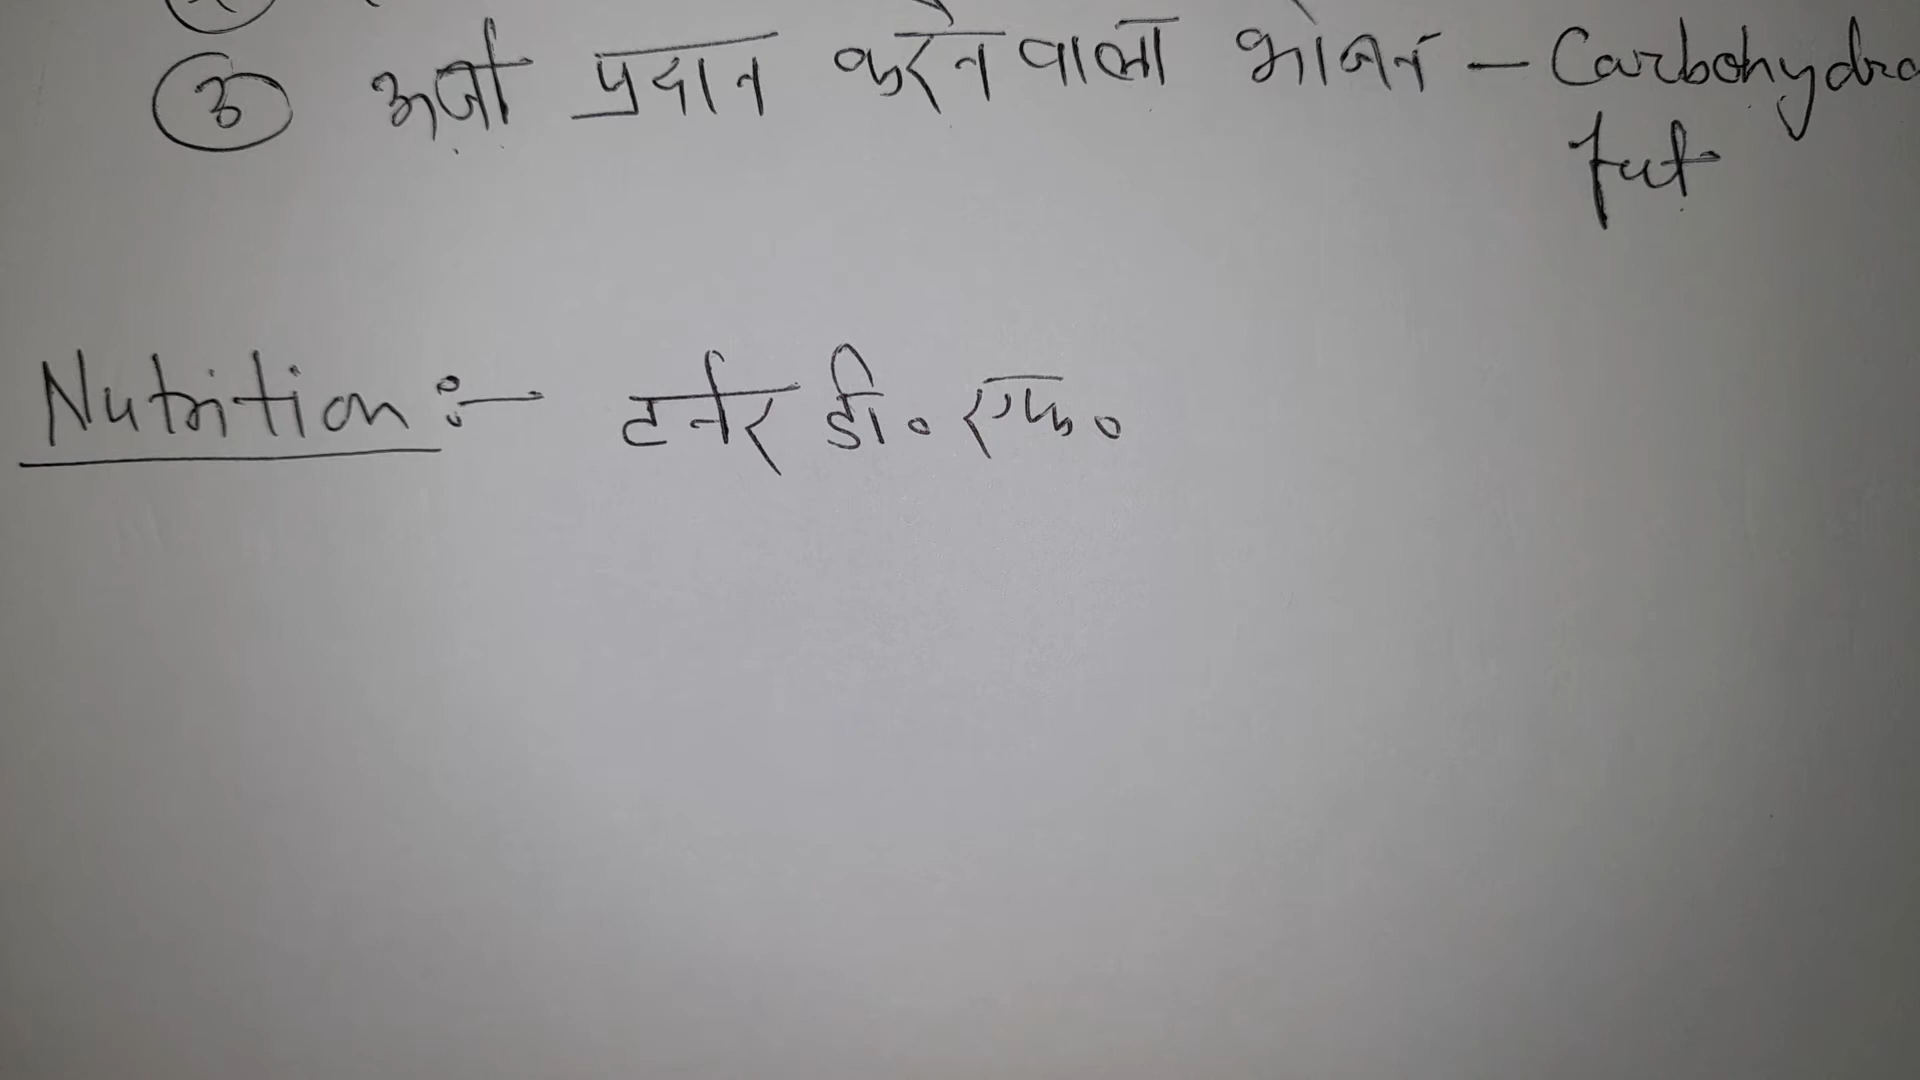 ③ ऊर्जा प्रदान करने वाला भोजन – Carbohydra
fat
Nutrition :– टर्नर डी० एफ०